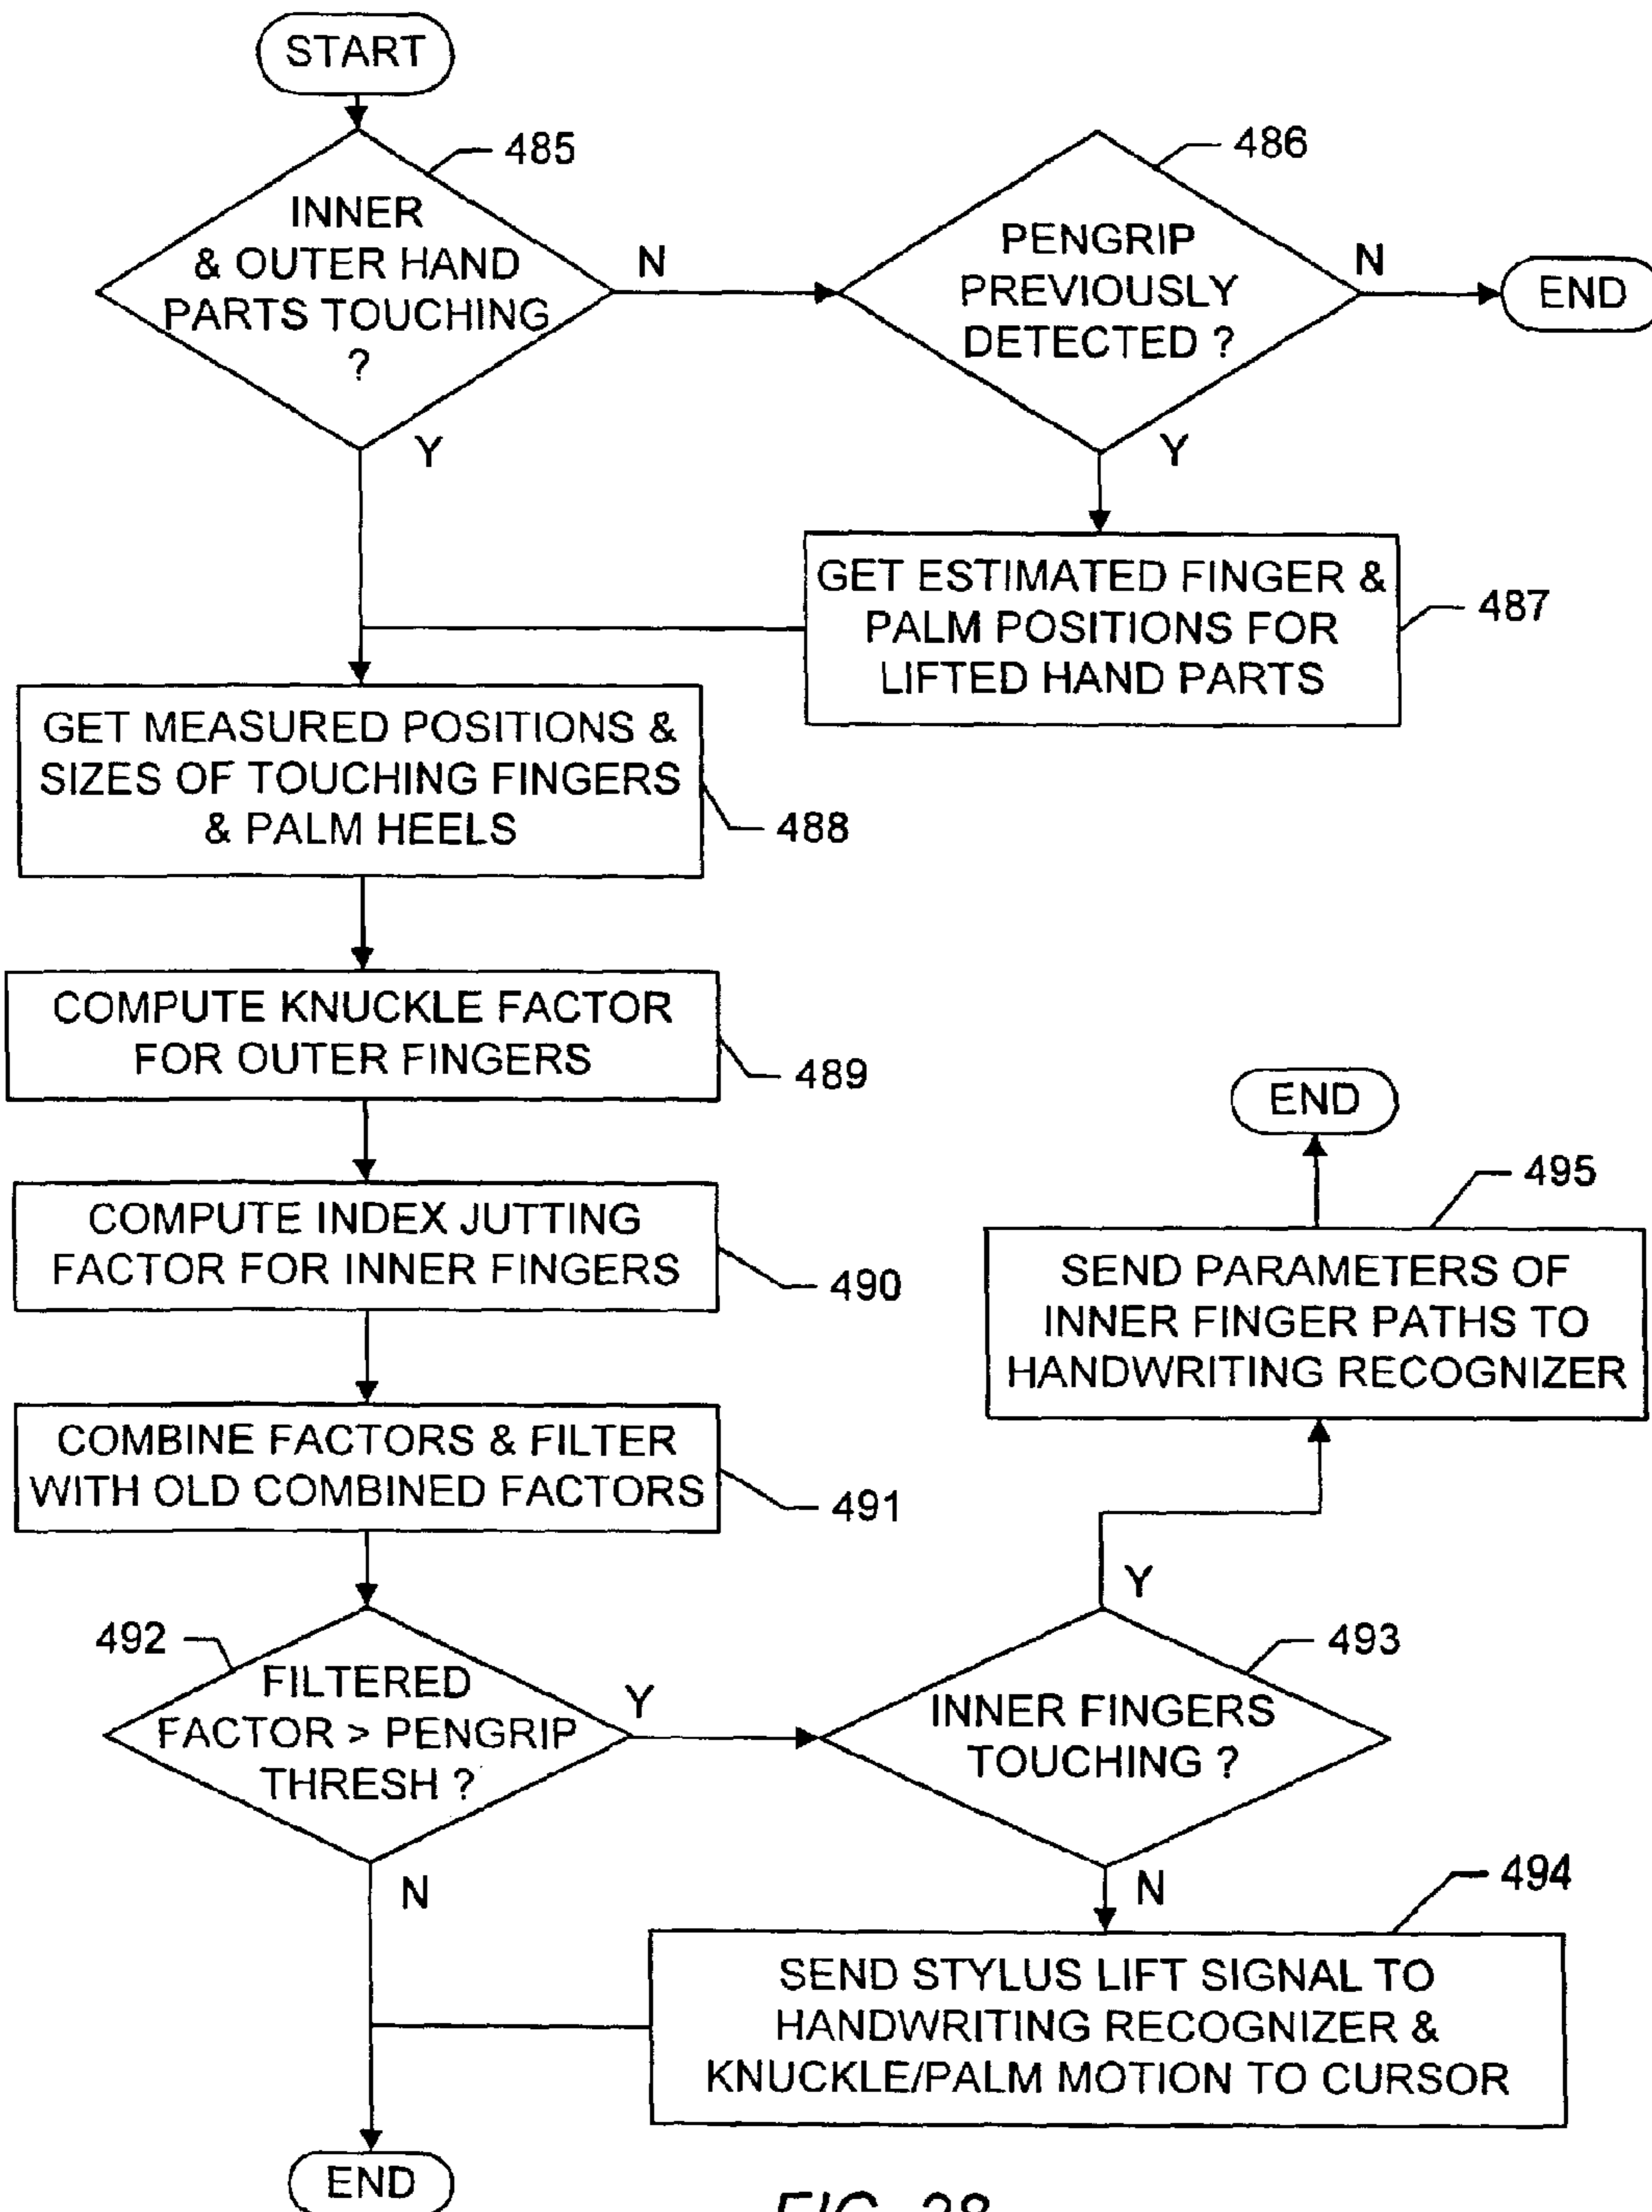 START
485
INNER
& OUTER HAND
PARTS TOUCHING
?
N
Y
486
PENGRIP
PREVIOUSLY
DETECTED ?
N
END
Y
GET ESTIMATED FINGER &
PALM POSITIONS FOR
LIFTED HAND PARTS
487
GET MEASURED POSITIONS &
SIZES OF TOUCHING FINGERS
& PALM HEELS
488
COMPUTE KNUCKLE FACTOR
FOR OUTER FINGERS
489
COMPUTE INDEX JUTTING
FACTOR FOR INNER FINGERS
490
COMBINE FACTORS & FILTER
WITH OLD COMBINED FACTORS
491
492
FILTERED
FACTOR > PENGRIP
THRESH ?
Y
N
493
INNER FINGERS
TOUCHING ?
Y
N
END
495
SEND PARAMETERS OF
INNER FINGER PATHS TO
HANDWRITING RECOGNIZER
494
SEND STYLUS LIFT SIGNAL TO
HANDWRITING RECOGNIZER &
KNUCKLE/PALM MOTION TO CURSOR
END